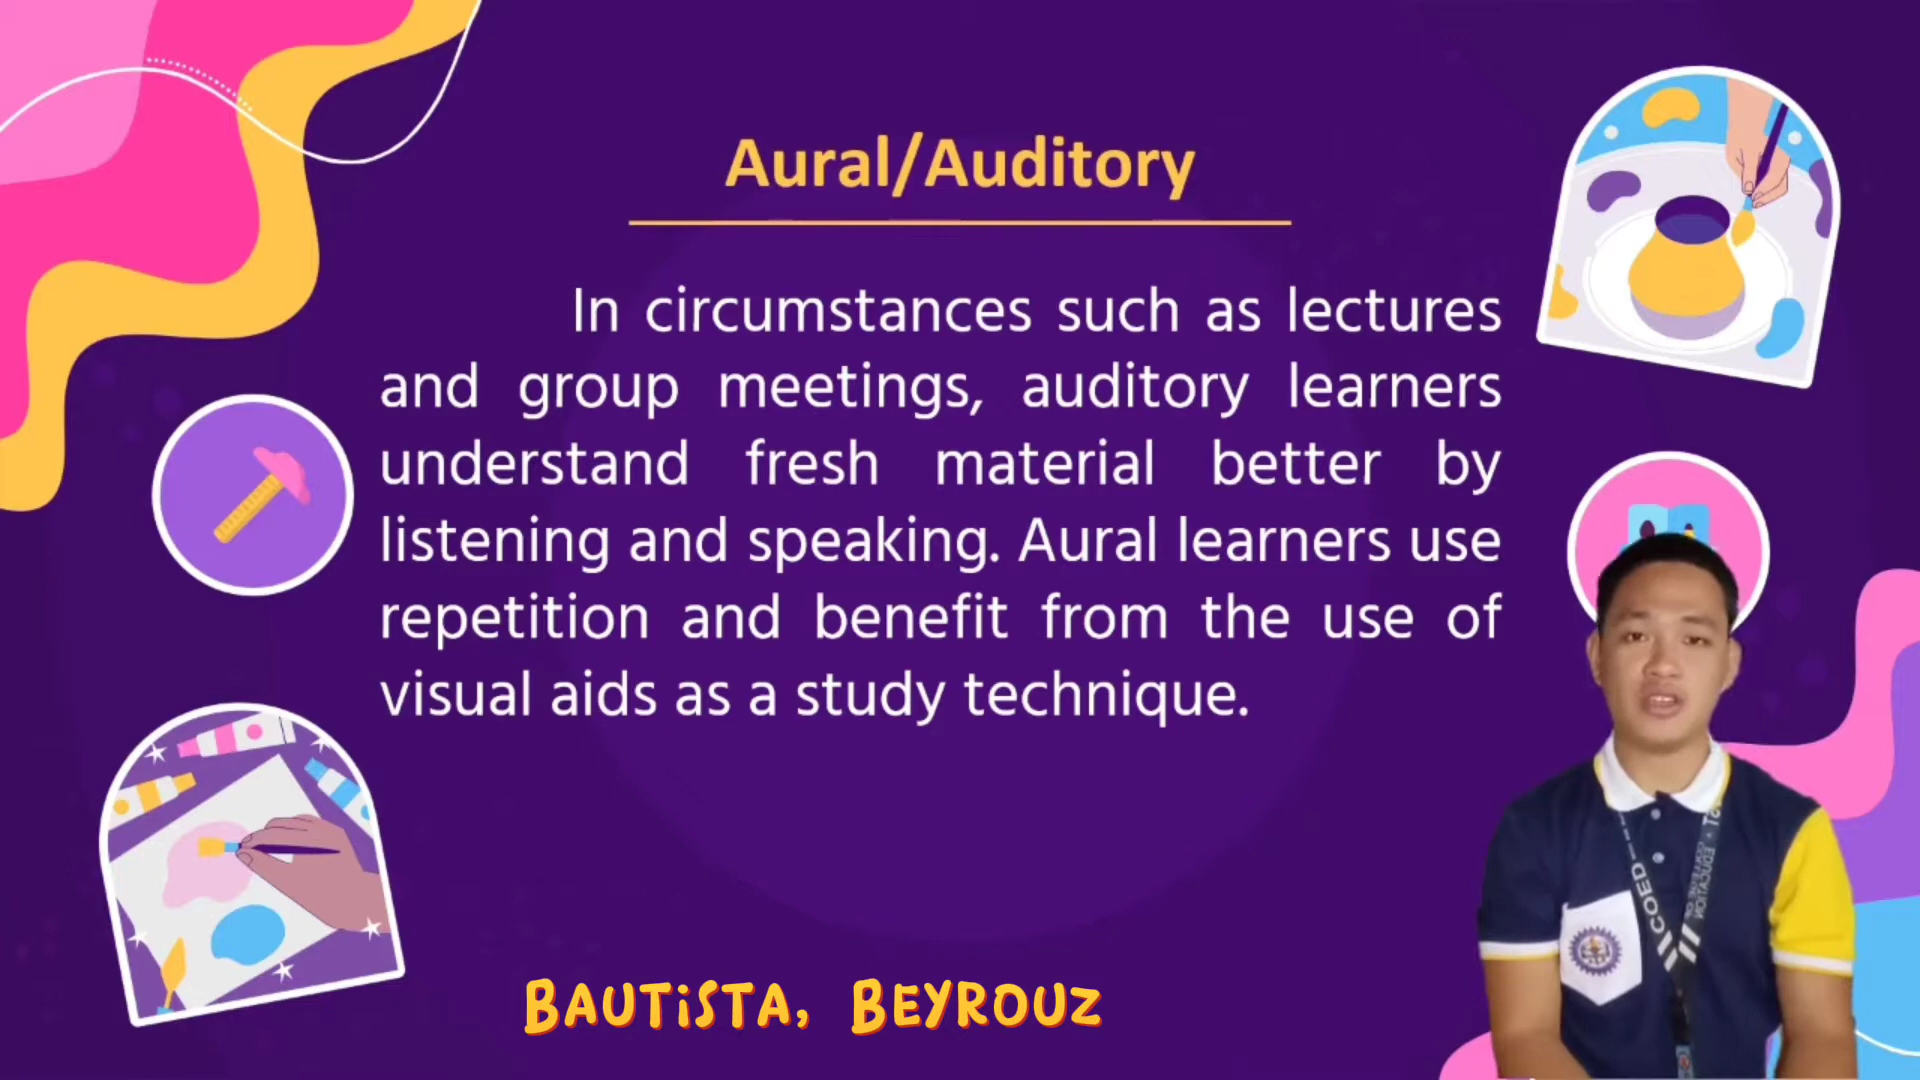 Aural/Auditory
In circumstances such as lectures
and group meetings, auditory learners
understand fresh material better by
listening and speaking. Aural learners use
repetition and benefit from the use of
visual aids as a study technique.
COED
EDUCATION
BAUTiSTA, BEYROUZ